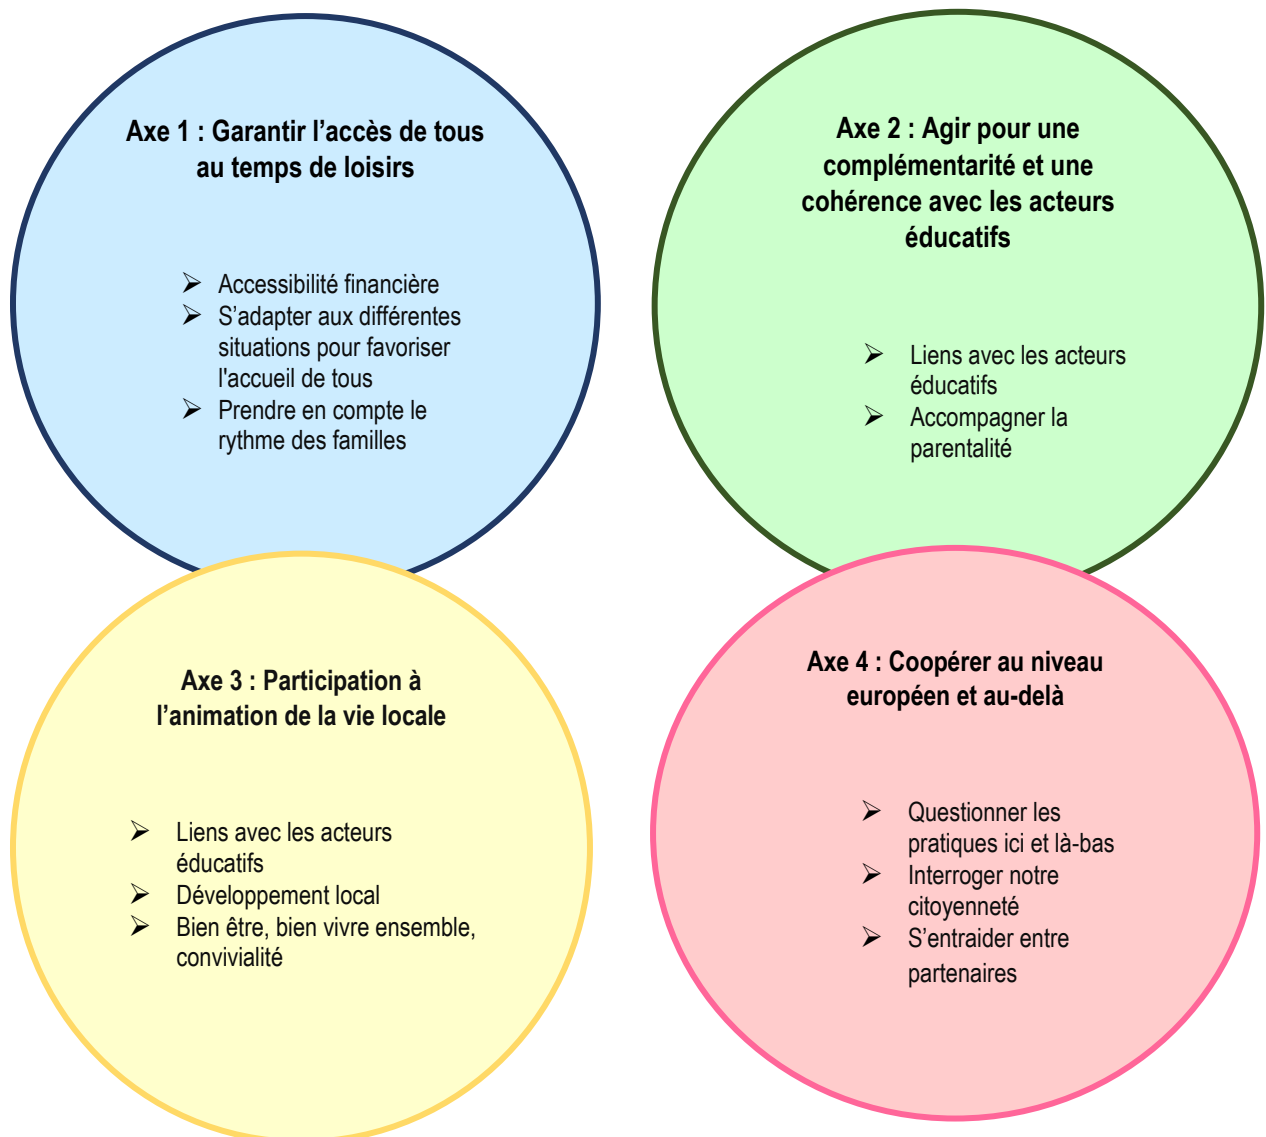 Axe 1 : Garantir l’accès de tous
au temps de loisirs
➢ Accessibilité financière
➢ S’adapter aux différentes
situations pour favoriser
l'accueil de tous
➢ Prendre en compte le
rythme des familles
Axe 2 : Agir pour une
complémentarité et une
cohérence avec les acteurs
éducatifs
➢ Liens avec les acteurs
éducatifs
➢ Accompagner la
parentalité
Axe 3 : Participation à
l’animation de la vie locale
➢ Liens avec les acteurs
éducatifs
➢ Développement local
➢ Bien être, bien vivre ensemble,
convivialité
Axe 4 : Coopérer au niveau
européen et au-delà
➢ Questionner les
pratiques ici et là-bas
➢ Interroger notre
citoyenneté
➢ S’entraider entre
partenaires